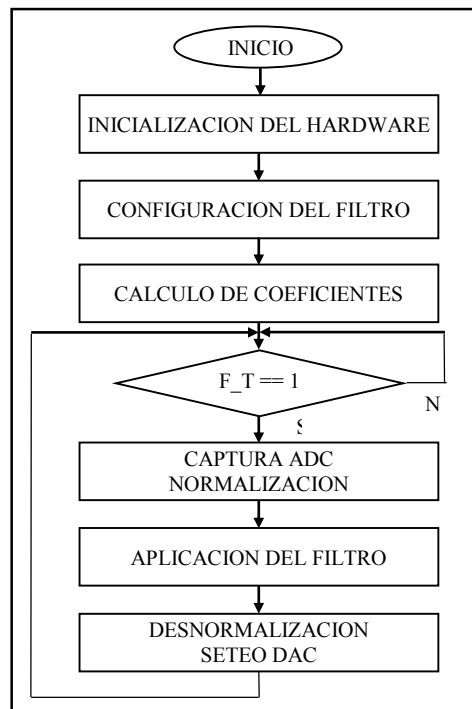 INICIO
INICIALIZACION DEL HARDWARE
CONFIGURACION DEL FILTRO
CALCULO DE COEFICIENTES
F_T == 1
N
CAPTURA ADC
NORMALIZACION
APLICACION DEL FILTRO
DESNORMALIZACION
SETEO DAC